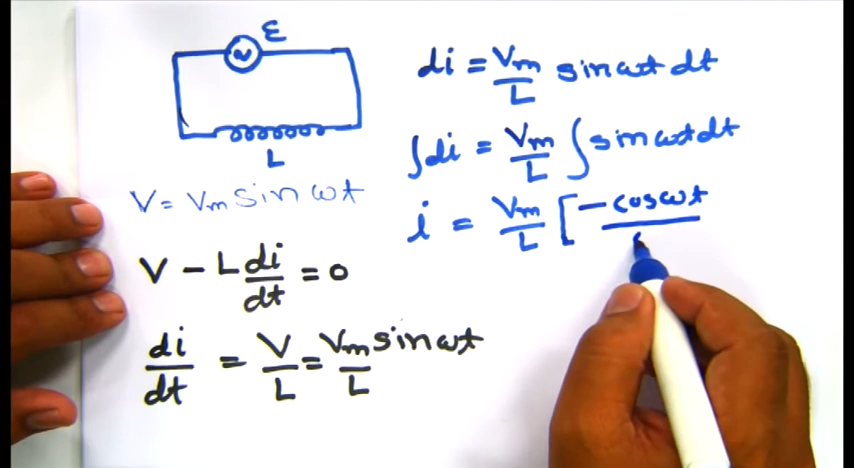 ε
~
L
V = Vm sin ωt
V - L di/dt = 0
di/dt = V/L = Vm/L sin ωt
di = Vm/L sin ωt dt
∫di = Vm/L ∫sin ωt dt
i = Vm/L [-cos ωt